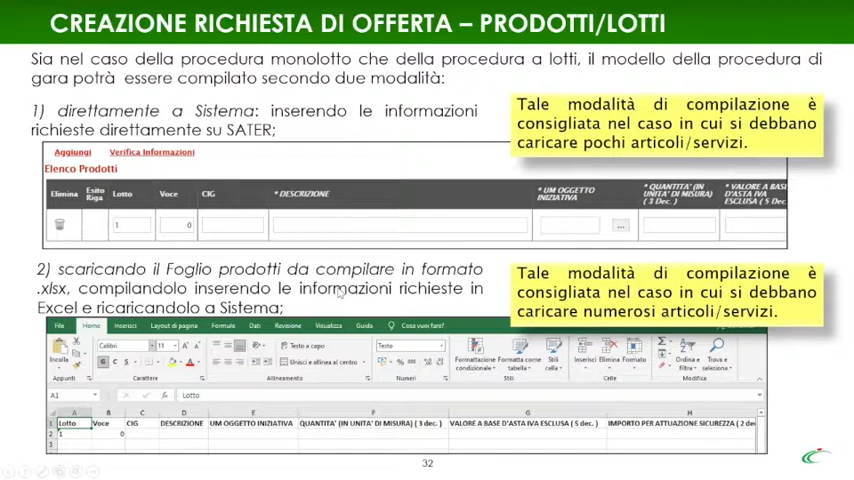 CREAZIONE RICHIESTA DI OFFERTA – PRODOTTI/LOTTI
Sia nel caso della procedura monolotto che della procedura a lotti, il modello della procedura di
gara potrà essere compilato secondo due modalità:
1) direttamente a Sistema: inserendo le informazioni
richieste direttamente su SATER;
Tale modalità di compilazione è
consigliata nel caso in cui si debbano
caricare pochi articoli/servizi.
Aggiungi Verifica Informazioni
Elenco Prodotti
Elimina Esito Riga Lotto Voce CIG * DESCRIZIONE * UM OGGETTO INIZIATIVA * QUANTITA' (IN UNITA' DI MISURA) ( 3 Dec. ) * VALORE A BASE D'ASTA IVA ESCLUSA ( 5 Dec.
1 0 ...
2) scaricando il Foglio prodotti da compilare in formato
.xlsx, compilandolo inserendo le informazioni richieste in
Excel e ricaricandolo a Sistema;
Tale modalità di compilazione è
consigliata nel caso in cui si debbano
caricare numerosi articoli/servizi.
File Home Inserisci Layout di pagina Formule Dati Revisione Visualizza Guida Cosa vuoi fare?
Incolla Calibri 11 A A Testo a capo Testo Formattazione condizionale Formatta come tabella Stili cella Inserisci Elimina Formato Ordina e filtra Trova e seleziona
G C S A Unisci e allinea al centro % 000
Appunti Carattere Allineamento Numeri Stili Celle Modifica
A1 fx Lotto
A B C D E F G H
1 Lotto Voce CIG DESCRIZIONE UM OGGETTO INIZIATIVA QUANTITA' (IN UNITA' DI MISURA) ( 3 dec.) VALORE A BASE D'ASTA IVA ESCLUSA ( 5 dec. ) IMPORTO PER ATTUAZIONE SICUREZZA ( 2 dec
2 1 0
3
32